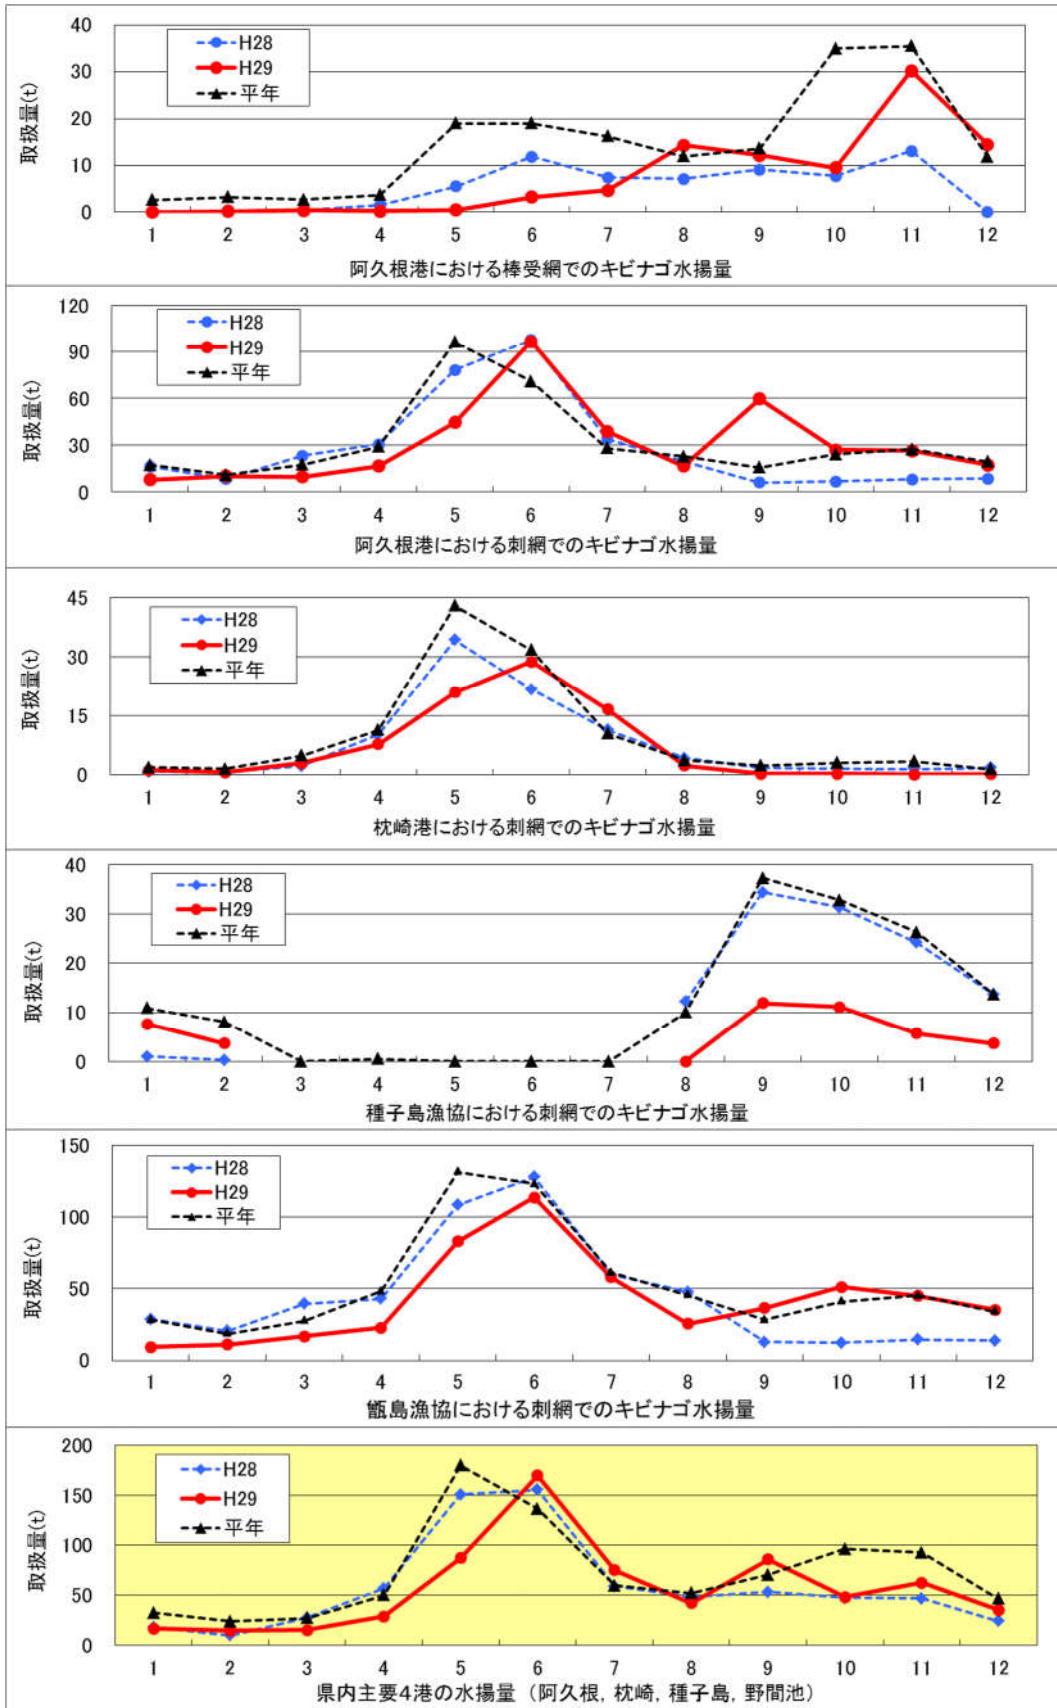 40
30
20
10
0
取扱量(t)
H28
H29
平年
1 2 3 4 5 6 7 8 9 10 11 12
阿久根港における棒受網でのキビナゴ水揚量
120
90
60
30
0
取扱量(t)
H28
H29
平年
1 2 3 4 5 6 7 8 9 10 11 12
阿久根港における刺網でのキビナゴ水揚量
45
30
15
0
取扱量(t)
H28
H29
平年
1 2 3 4 5 6 7 8 9 10 11 12
枕崎港における刺網でのキビナゴ水揚量
40
30
20
10
0
取扱量(t)
H28
H29
平年
1 2 3 4 5 6 7 8 9 10 11 12
種子島漁協における刺網でのキビナゴ水揚量
150
100
50
0
取扱量(t)
H28
H29
平年
1 2 3 4 5 6 7 8 9 10 11 12
甑島漁協における刺網でのキビナゴ水揚量
200
150
100
50
0
取扱量(t)
H28
H29
平年
1 2 3 4 5 6 7 8 9 10 11 12
県内主要4港の水揚量 (阿久根, 枕崎, 種子島, 野間池)